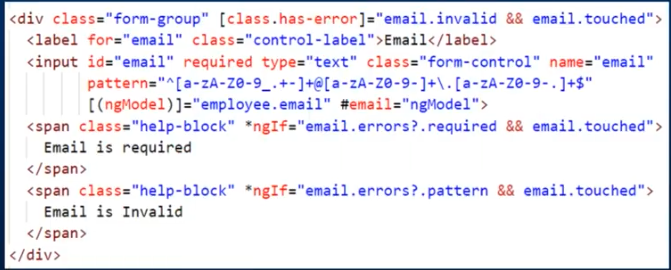 <div class="form-group" [class.has-error]="email.invalid && email.touched">
<label for="email" class="control-label">Email</label>
<input id="email" required type="text" class="form-control" name="email"
pattern="^[a-zA-Z0-9_.+-]+@[a-zA-Z0-9-]+\.[a-zA-Z0-9-.]+$"
[(ngModel)]="employee.email" #email="ngModel">
<span class="help-block" *ngIf="email.errors?.required && email.touched">
Email is required
</span>
<span class="help-block" *ngIf="email.errors?.pattern && email.touched">
Email is Invalid
</span>
</div>